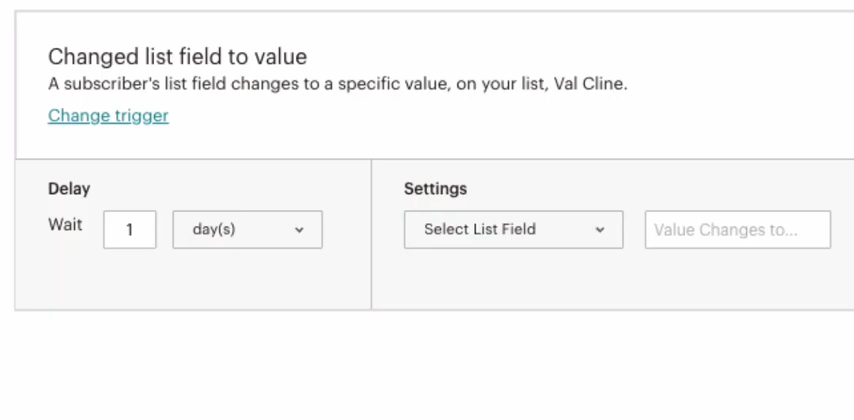 Changed list field to value
A subscriber's list field changes to a specific value, on your list, Val Cline.
Change trigger
Delay
Wait 1 day(s)
Settings
Select List Field Value Changes to...